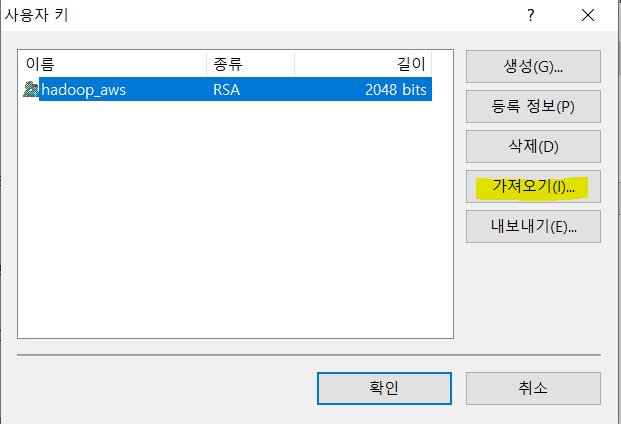 사용자 키
?
이름 종류 길이
hadoop_aws RSA 2048 bits
생성(G)...
등록 정보(P)
삭제(D)
가져오기(I)...
내보내기(E)...
확인 취소